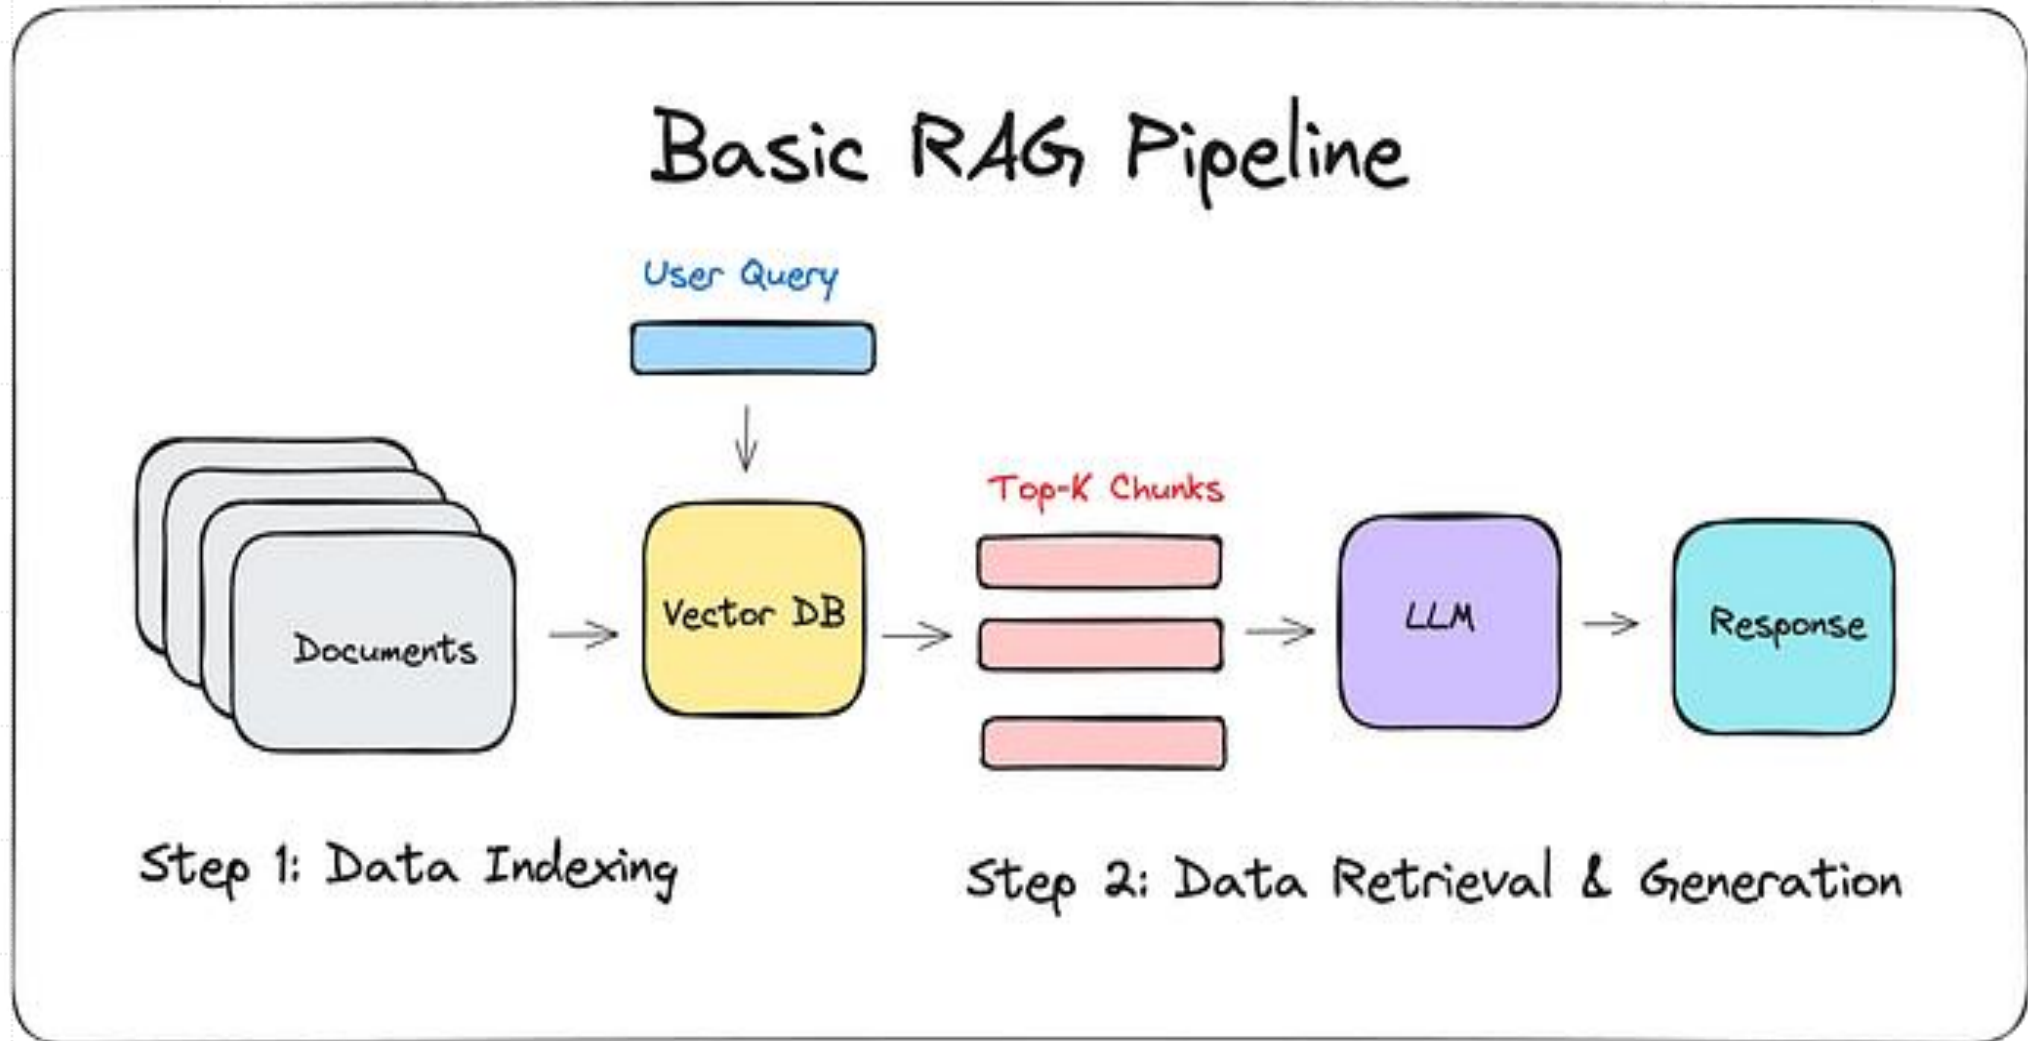 Basic RAG Pipeline
User Query
Top-K Chunks
Documents
Vector DB
LLM
Response
Step 1: Data Indexing
Step 2: Data Retrieval & Generation